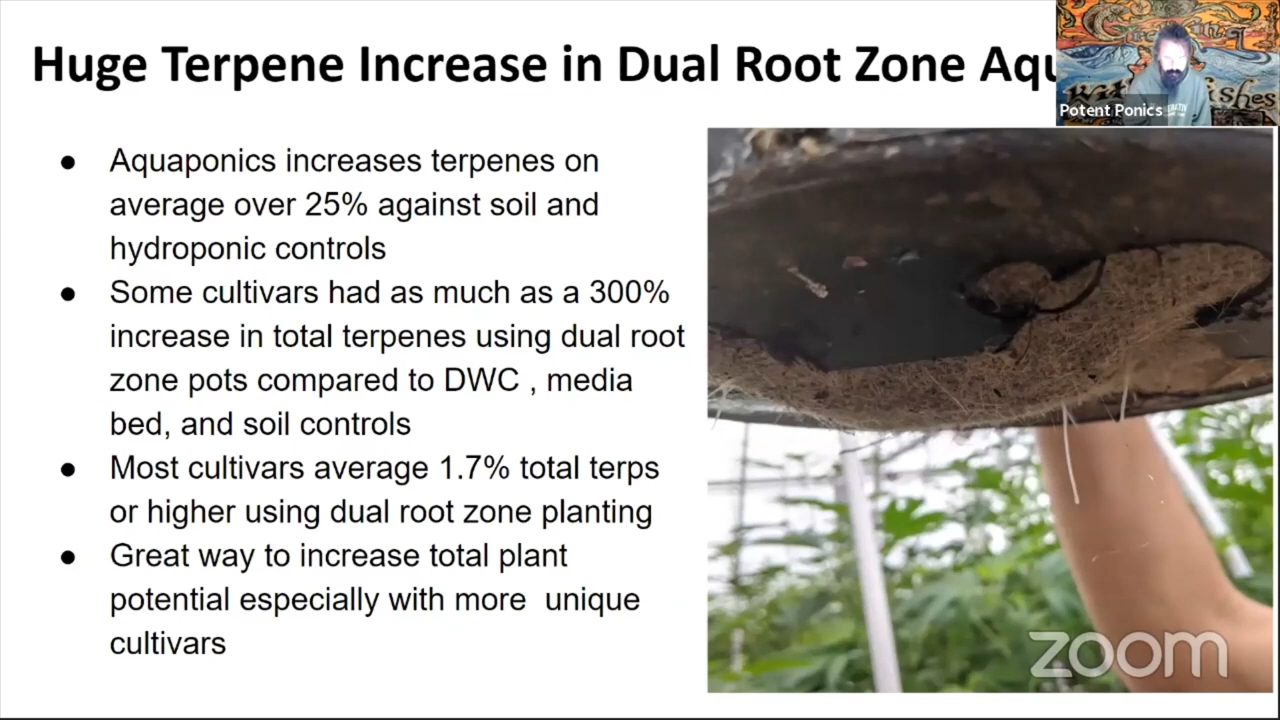 Huge Terpene Increase in Dual Root Zone Aqu
Potent Ponics
● Aquaponics increases terpenes on
average over 25% against soil and
hydroponic controls
● Some cultivars had as much as a 300%
increase in total terpenes using dual root
zone pots compared to DWC , media
bed, and soil controls
● Most cultivars average 1.7% total terps
or higher using dual root zone planting
● Great way to increase total plant
potential especially with more  unique
cultivars
zoom